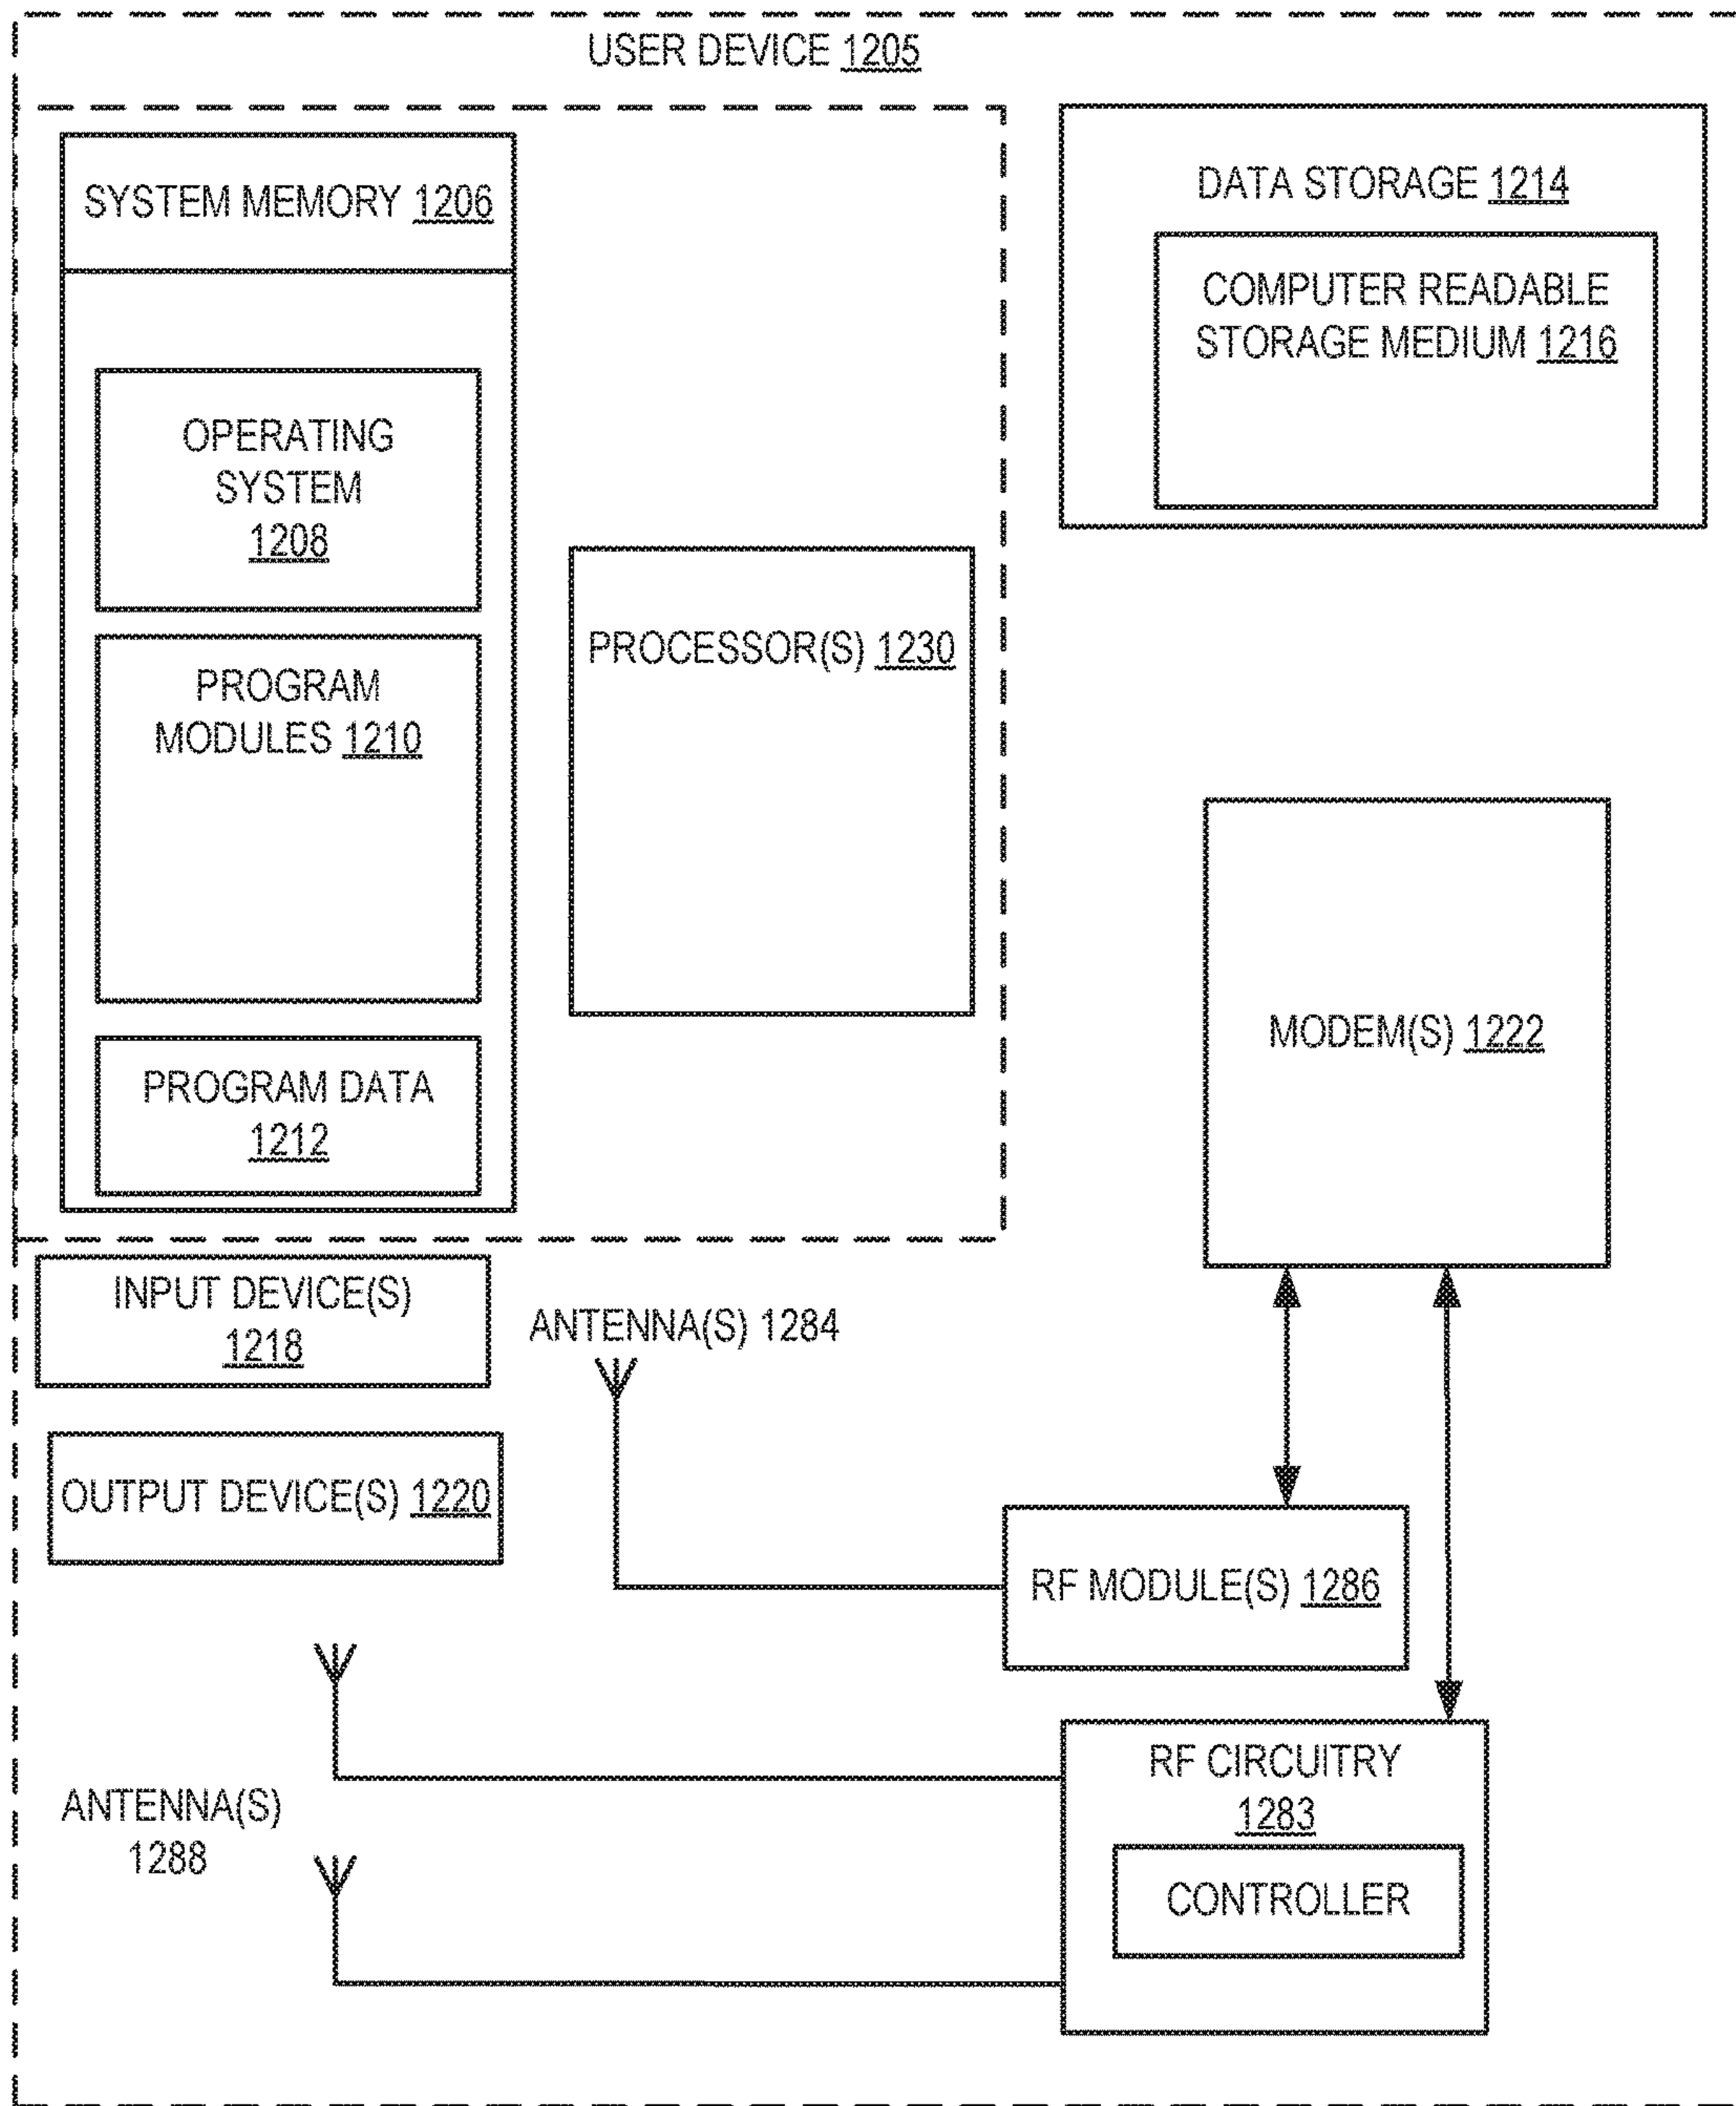 USER DEVICE 1205
SYSTEM MEMORY 1206
OPERATING
SYSTEM
1208
PROGRAM
MODULES 1210
PROGRAM DATA
1212
PROCESSOR(S) 1230
DATA STORAGE 1214
COMPUTER READABLE
STORAGE MEDIUM 1216
MODEM(S) 1222
INPUT DEVICE(S)
1218
OUTPUT DEVICE(S) 1220
ANTENNA(S) 1284
RF MODULE(S) 1286
ANTENNA(S)
1288
RF CIRCUITRY
1283
CONTROLLER